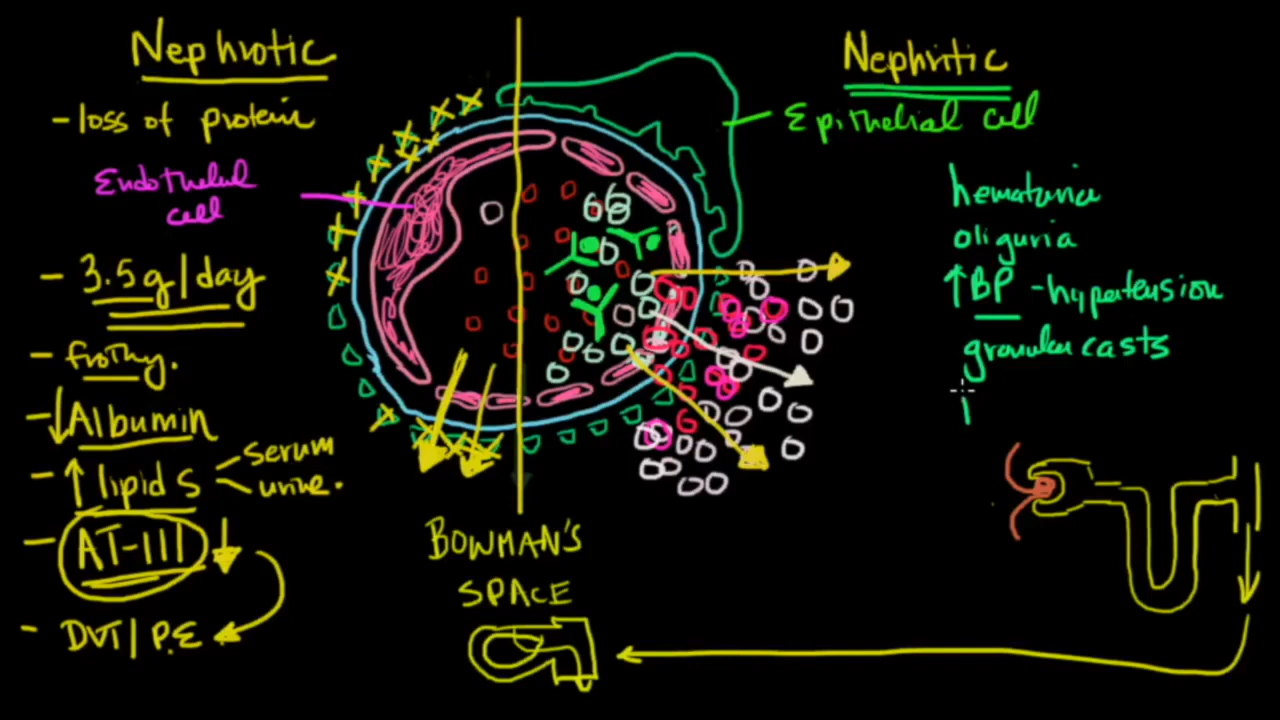 Nephrotic
- loss of protein
Endothelial
cell
- 3.5g/day
- frothy.
- ↓ Albumin
- ↑ lipids < serum
urine.
- AT-III ↓
- DVT/P.E
BOWMAN'S
SPACE
Nephritic
Epithelial cell
hematuria
oliguria
↑BP - hypertension
granular casts